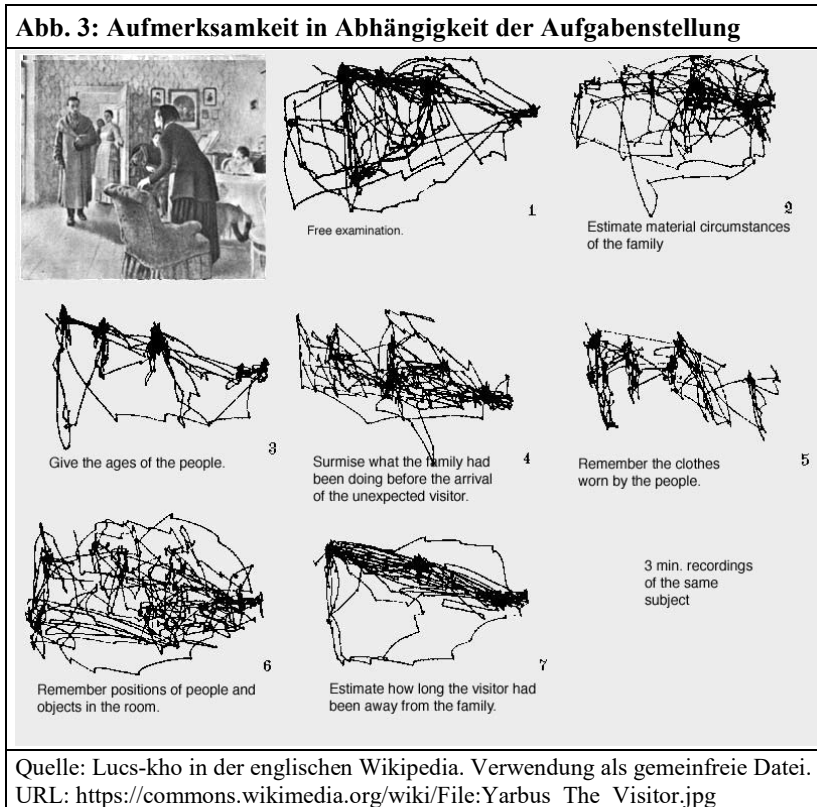 Abb. 3: Aufmerksamkeit in Abhängigkeit der Aufgabenstellung
1
Free examination.
2
Estimate material circumstances
of the family
3
Give the ages of the people.
4
Surmise what the family had
been doing before the arrival
of the unexpected visitor.
5
Remember the clothes
worn by the people.
6
Remember positions of people and
objects in the room.
7
Estimate how long the visitor had
been away from the family.
3 min. recordings
of the same
subject
Quelle: Lucs-kho in der englischen Wikipedia. Verwendung als gemeinfreie Datei.
URL: https://commons.wikimedia.org/wiki/File:Yarbus_The_Visitor.jpg